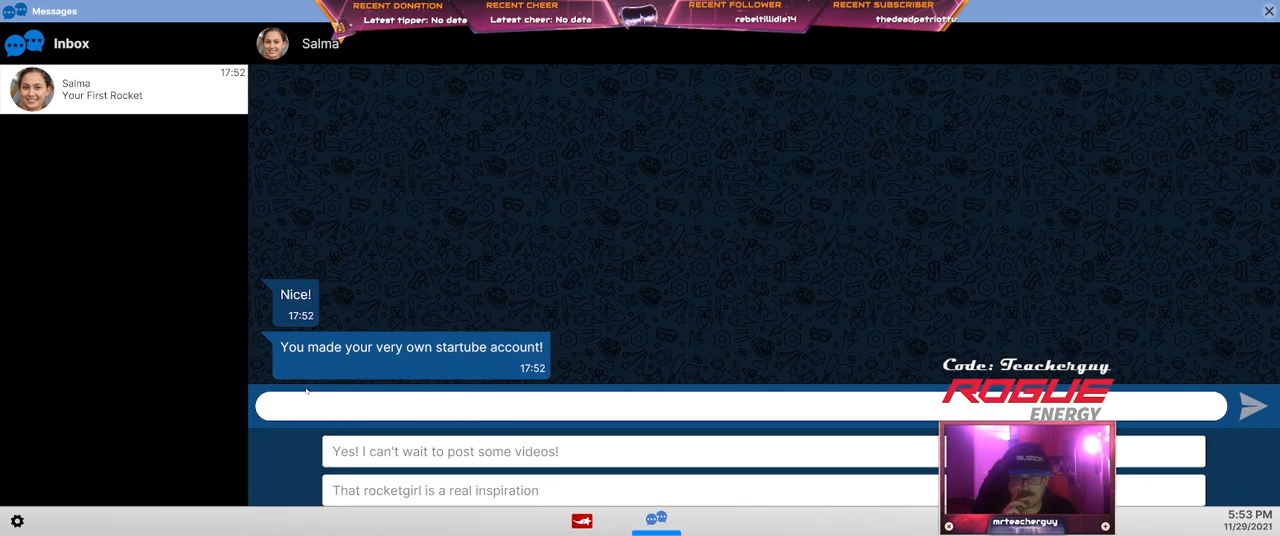 Messages
RECENT DONATION
Latest tipper: No data
RECENT CHEER
Latest cheer: No data
RECENT FOLLOWER
rebeltillidie14
RECENT SUBSCRIBER
thedeadpatriottv
Inbox
Salma
Salma
17:52
Your First Rocket
Nice!
17:52
You made your very own startube account!
17:52
Code: Teacherguy
ROGUE
ENERGY
Yes! I can't wait to post some videos!
That rocketgirl is a real inspiration
mrteacherguy
5:53 PM
11/29/2021